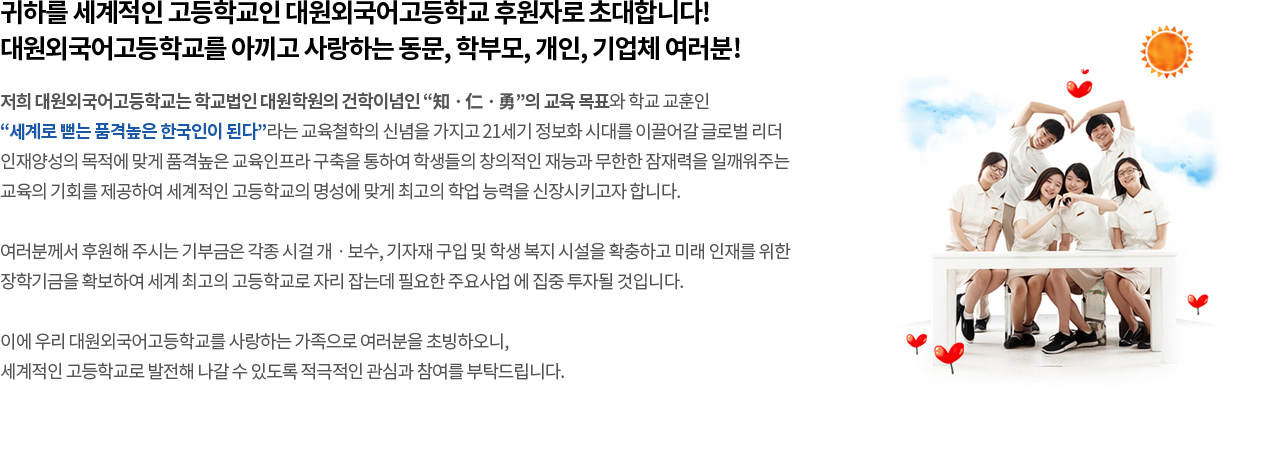 귀하를 세계적인 고등학교인 대원외국어고등학교 후원자로 초대합니다!
대원외국어고등학교를 아끼고 사랑하는 동문, 학부모, 개인, 기업체 여러분!
저희 대원외국어고등학교는 학교법인 대원학원의 건학이념인 “知 · 仁 · 勇”의 교육 목표와 학교 교훈인
“세계로 뻗는 품격높은 한국인이 된다”라는 교육철학의 신념을 가지고 21세기 정보화 시대를 이끌어갈 글로벌 리더
인재양성의 목적에 맞게 품격높은 교육인프라 구축을 통하여 학생들의 창의적인 재능과 무한한 잠재력을 일깨워주는
교육의 기회를 제공하여 세계적인 고등학교의 명성에 맞게 최고의 학업 능력을 신장시키고자 합니다.
여러분께서 후원해 주시는 기부금은 각종 시걸 개 · 보수, 기자재 구입 및 학생 복지 시설을 확충하고 미래 인재를 위한
장학기금을 확보하여 세계 최고의 고등학교로 자리 잡는데 필요한 주요사업 에 집중 투자될 것입니다.
이에 우리 대원외국어고등학교를 사랑하는 가족으로 여러분을 초빙하오니,
세계적인 고등학교로 발전해 나갈 수 있도록 적극적인 관심과 참여를 부탁드립니다.